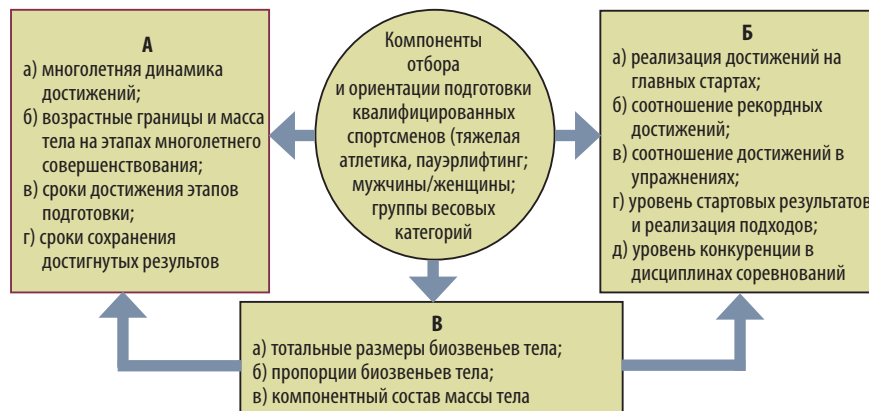 А
а) многолетняя динамика
достижений;
б) возрастные границы и масса
тела на этапах многолетнего
совершенствования;
в) сроки достижения этапов
подготовки;
г) сроки сохранения
достигнутых результов
Компоненты
отбора
и ориентации подготовки
квалифицированных
спортсменов (тяжелая
атлетика, пауэрлифтинг;
мужчины/женщины;
группы весовых
категорий
Б
а) реализация достижений на
главных стартах;
б) соотношение рекордных
достижений;
в) соотношение достижений в
упражнениях;
г) уровень стартовых результатов
и реализация подходов;
д) уровень конкуренции в
дисциплинах соревнований
В
а) тотальные размеры биозвеньев тела;
б) пропорции биозвеньев тела;
в) компонентный состав массы тела